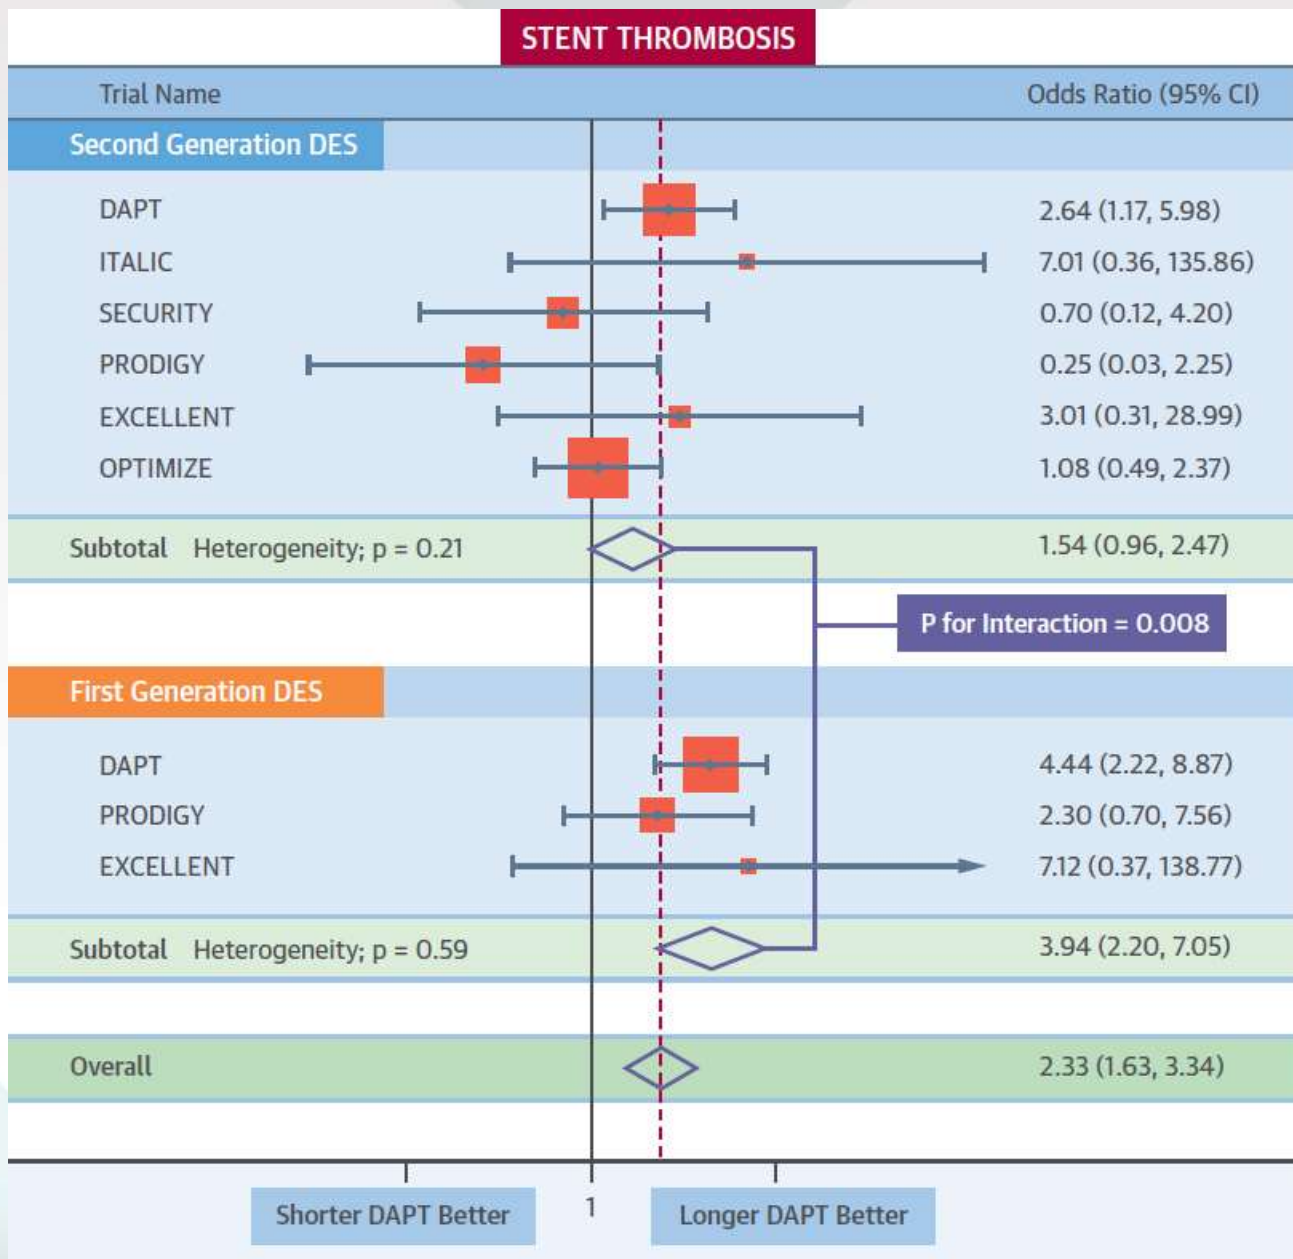 STENT THROMBOSIS
Trial Name Odds Ratio (95% CI)
Second Generation DES
DAPT 2.64 (1.17, 5.98)
ITALIC 7.01 (0.36, 135.86)
SECURITY 0.70 (0.12, 4.20)
PRODIGY 0.25 (0.03, 2.25)
EXCELLENT 3.01 (0.31, 28.99)
OPTIMIZE 1.08 (0.49, 2.37)
Subtotal Heterogeneity; p = 0.21 1.54 (0.96, 2.47)
P for Interaction = 0.008
First Generation DES
DAPT 4.44 (2.22, 8.87)
PRODIGY 2.30 (0.70, 7.56)
EXCELLENT 7.12 (0.37, 138.77)
Subtotal Heterogeneity; p = 0.59 3.94 (2.20, 7.05)
Overall 2.33 (1.63, 3.34)
Shorter DAPT Better 1 Longer DAPT Better